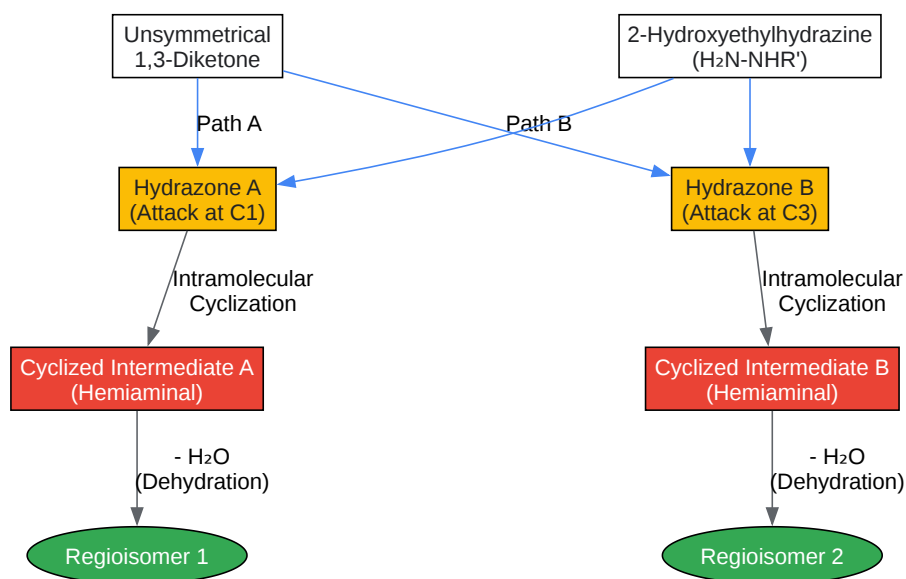 Unsymmetrical
1,3-Diketone
2-Hydroxyethylhydrazine
(H₂N-NHR')
Path A
Path B
Hydrazone A
(Attack at C1)
Hydrazone B
(Attack at C3)
Intramolecular
Cyclization
Intramolecular
Cyclization
Cyclized Intermediate A
(Hemiaminal)
Cyclized Intermediate B
(Hemiaminal)
- H₂O
(Dehydration)
- H₂O
(Dehydration)
Regioisomer 1
Regioisomer 2